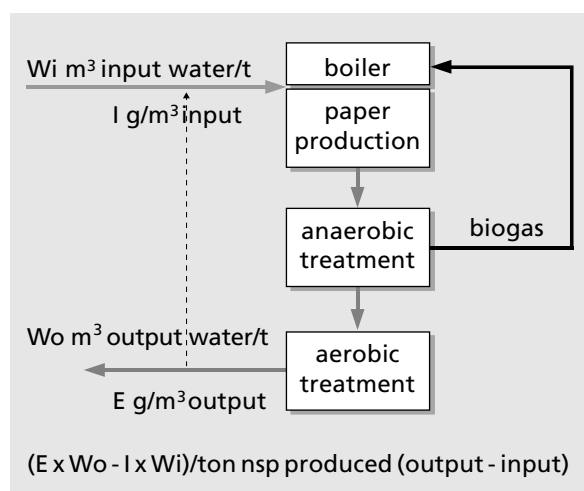 Wi m³ input water/t
boiler
I g/m³ input
paper
production
anaerobic
treatment
biogas
Wo m³ output water/t
aerobic
treatment
E g/m³ output
(E x Wo - I x Wi)/ton nsp produced (output - input)